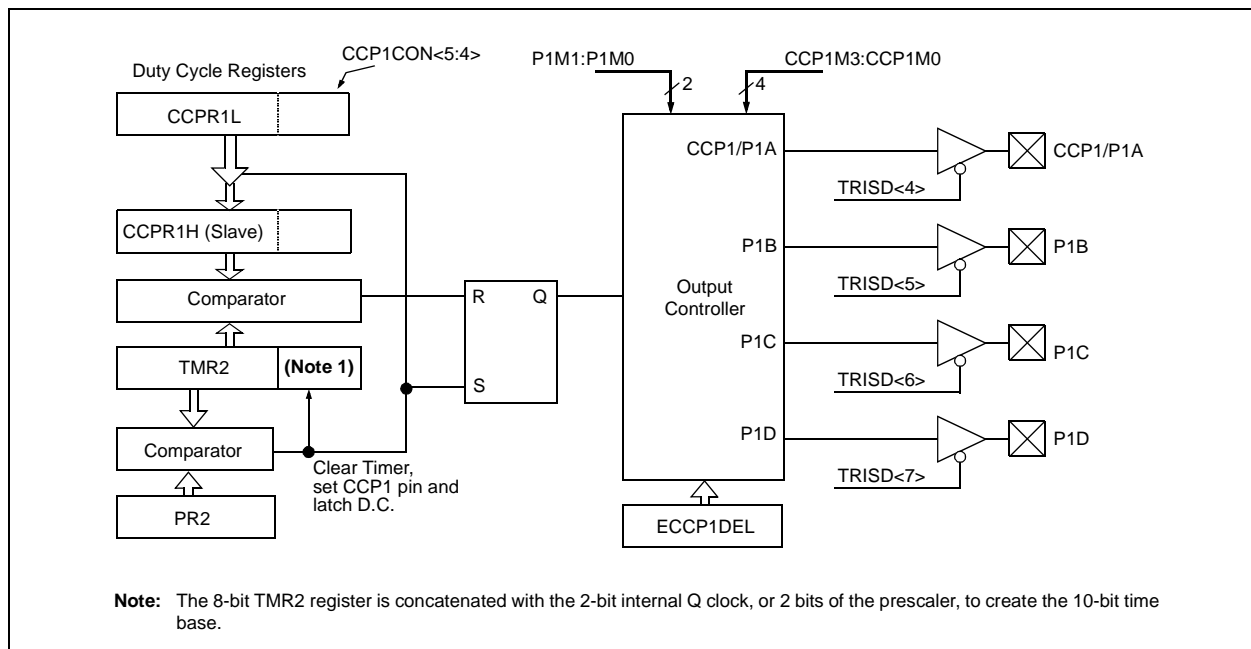 CCP1CON<5:4>
Duty Cycle Registers
CCPR1L
CCPR1H (Slave)
Comparator
TMR2
(Note 1)
Comparator
PR2
Clear Timer,
set CCP1 pin and
latch D.C.
R
Q
S
P1M1:P1M0
2
CCP1M3:CCP1M0
4
Output
Controller
CCP1/P1A
P1B
P1C
P1D
ECCP1DEL
TRISD<4>
CCP1/P1A
TRISD<5>
P1B
TRISD<6>
P1C
TRISD<7>
P1D
Note: The 8-bit TMR2 register is concatenated with the 2-bit internal Q clock, or 2 bits of the prescaler, to create the 10-bit time
base.